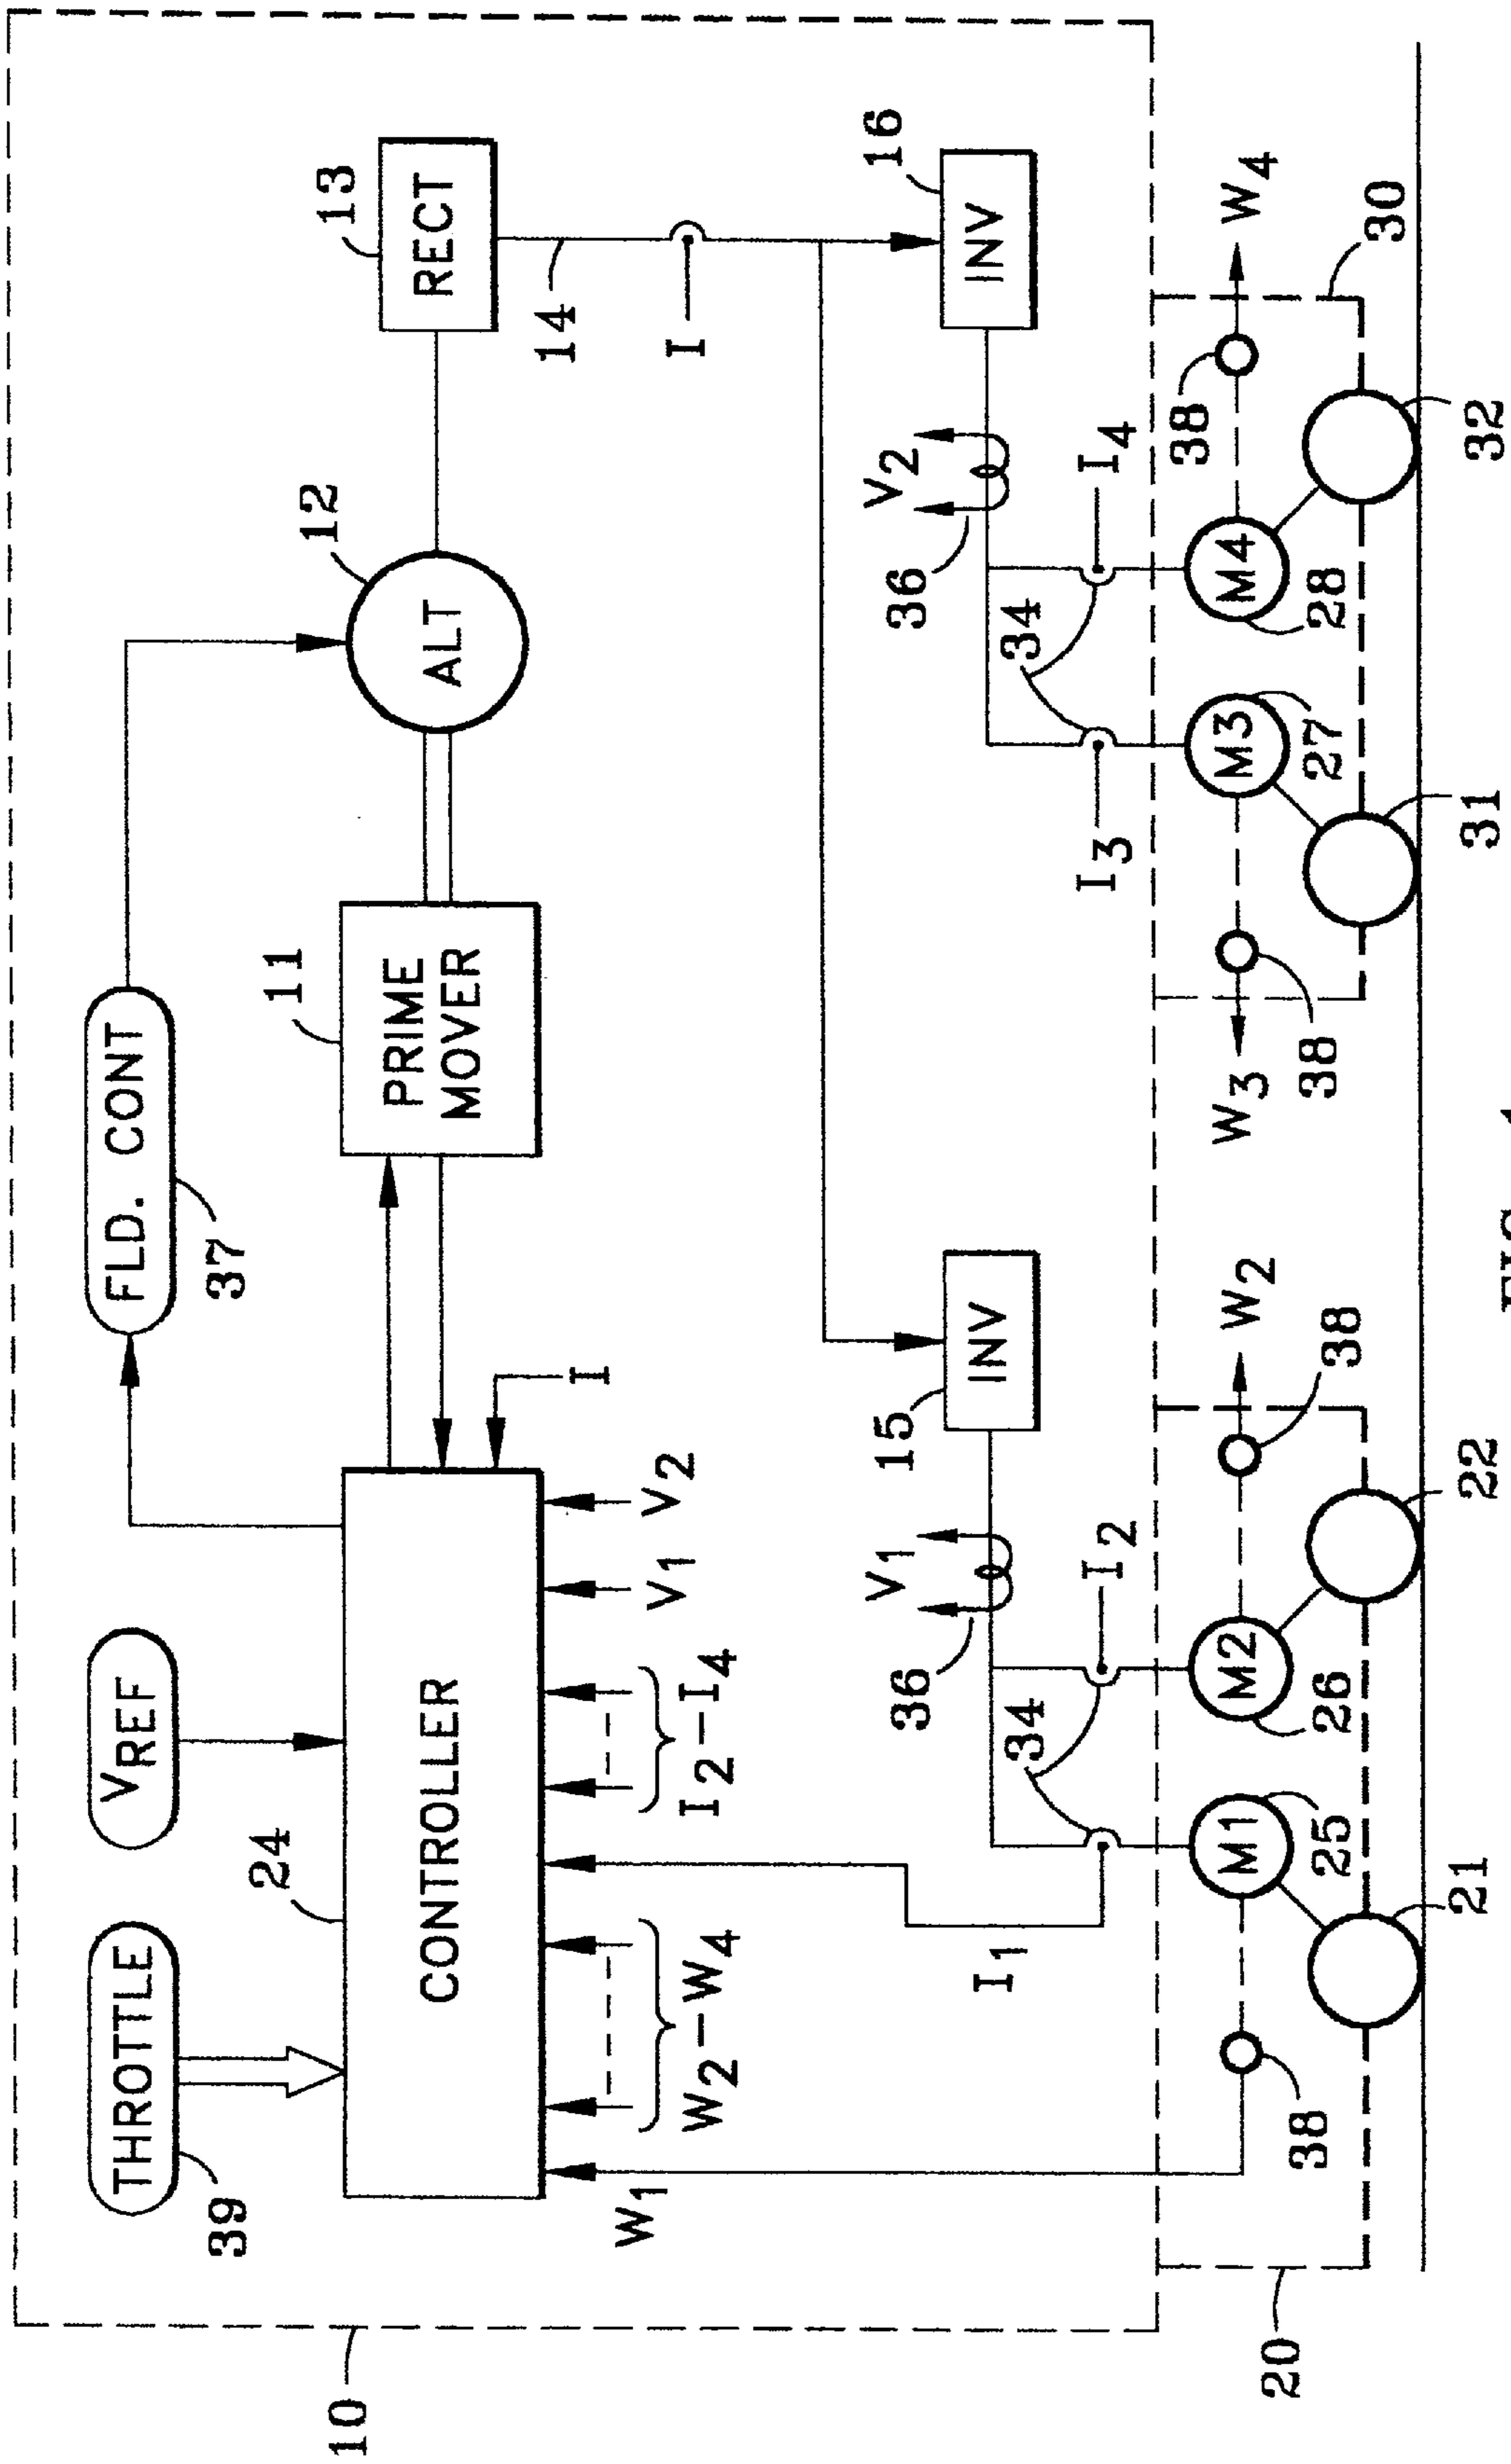 THROTTLE
39
VREF
FLD. CONT
37
10
24
CONTROLLER
11
PRIME
MOVER
12
ALT
13
RECT
14
I
I
W1
W2–W4
I2–I4
V1
V2
I1
15
INV
V1
36
34
I2
16
INV
V2
36
34
I3
I4
20
38
M1
25
M2
26
38
W2
21
22
W3
38
M3
27
M4
28
38
W4
30
31
32